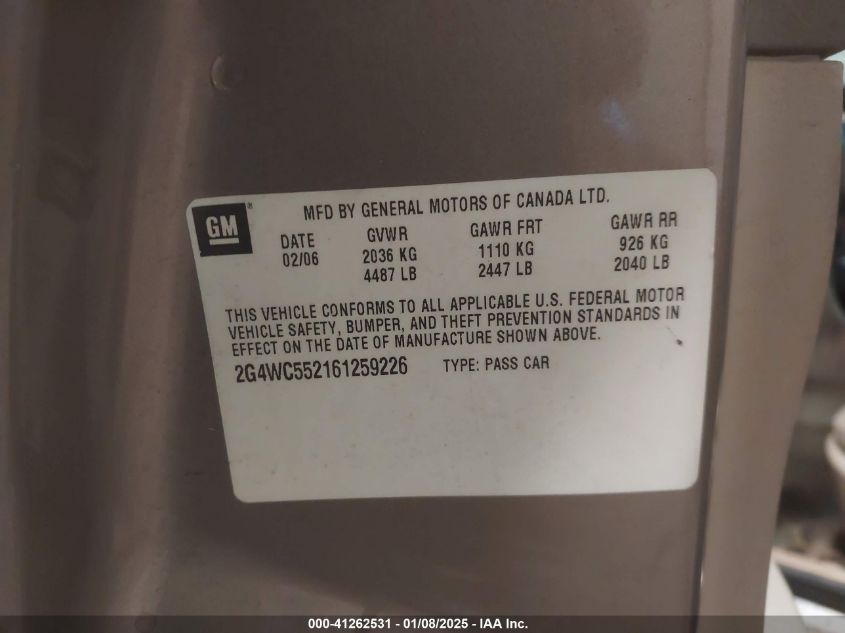 GM
MFD BY GENERAL MOTORS OF CANADA LTD.
DATE GVWR GAWR FRT GAWR RR
02/06 2036 KG 1110 KG 926 KG
4487 LB 2447 LB 2040 LB
THIS VEHICLE CONFORMS TO ALL APPLICABLE U.S. FEDERAL MOTOR
VEHICLE SAFETY, BUMPER, AND THEFT PREVENTION STANDARDS IN
EFFECT ON THE DATE OF MANUFACTURE SHOWN ABOVE.
2G4WC552161259226 TYPE: PASS CAR
000-41262531 - 01/08/2025 - IAA Inc.